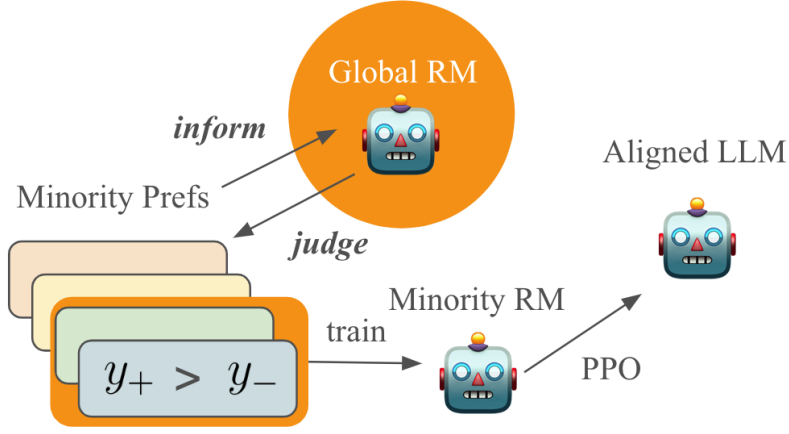 Global RM
inform
Aligned LLM
Minority Prefs
judge
Minority RM
train
y₊ > y₋
PPO